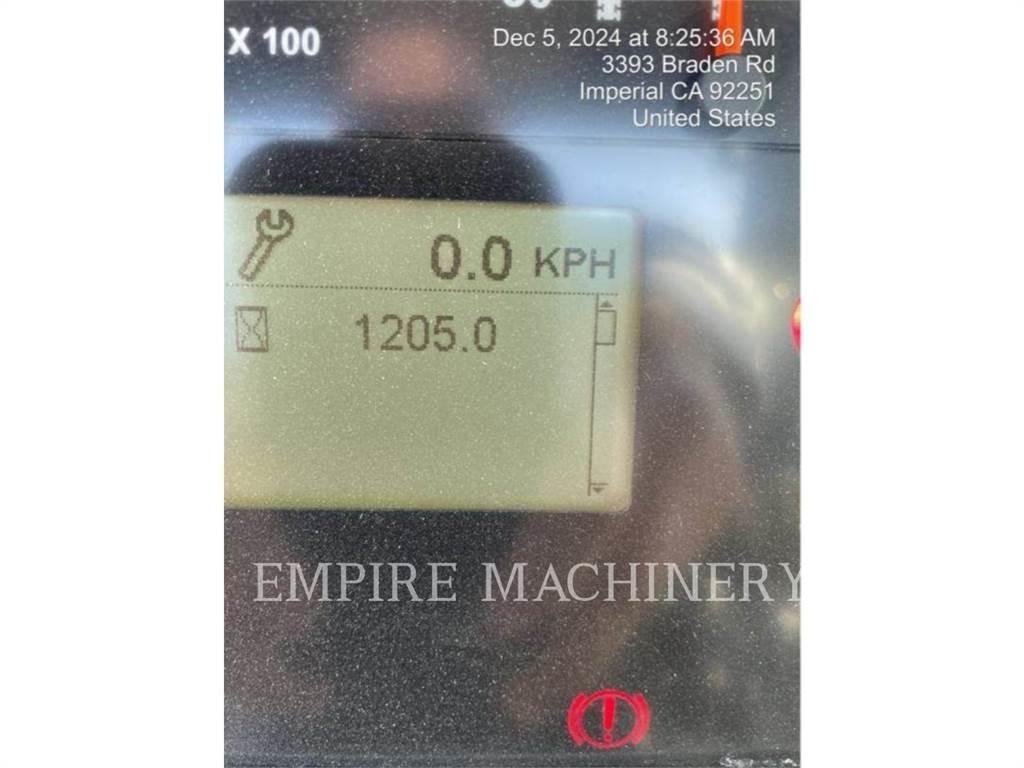 X 100
Dec 5, 2024 at 8:25:36 AM
3393 Braden Rd
Imperial CA 92251
United States
0.0 KPH
1205.0
EMPIRE MACHINERY